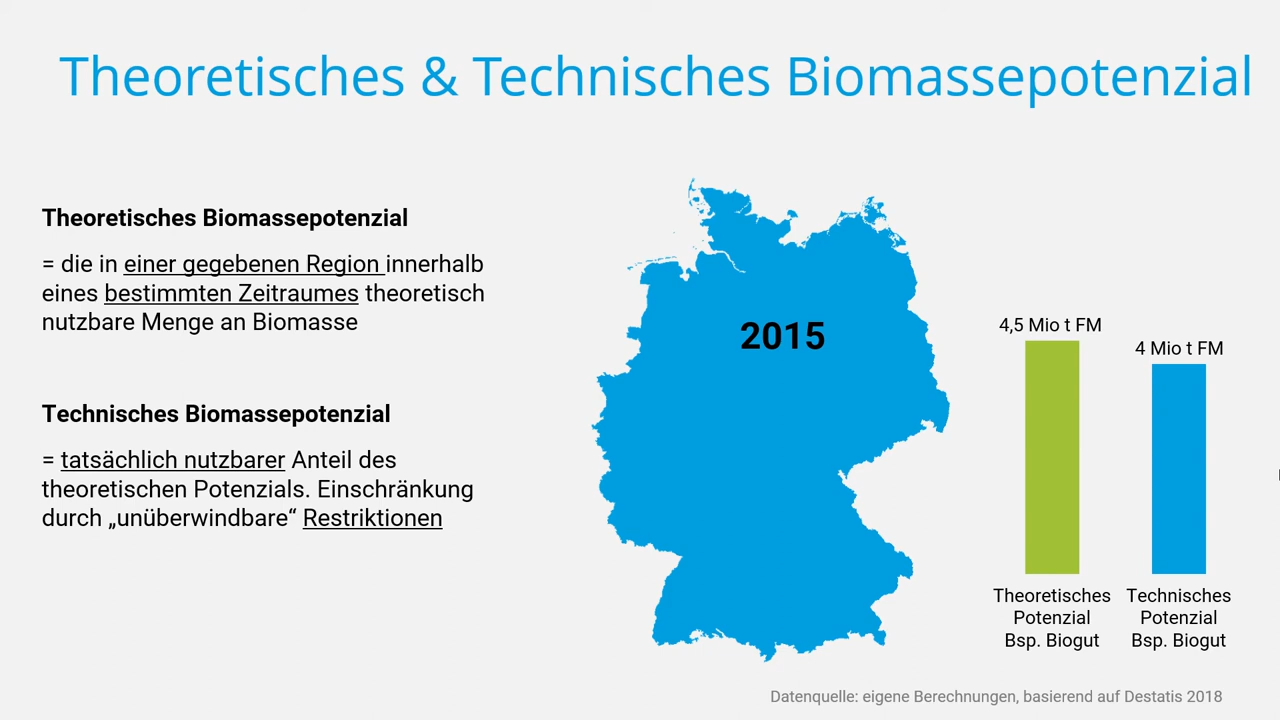 Theoretisches & Technisches Biomassepotenzial
Theoretisches Biomassepotenzial
= die in einer gegebenen Region innerhalb
eines bestimmten Zeitraumes theoretisch
nutzbare Menge an Biomasse
Technisches Biomassepotenzial
= tatsächlich nutzbarer Anteil des
theoretischen Potenzials. Einschränkung
durch „unüberwindbare“ Restriktionen
2015
4,5 Mio t FM
4 Mio t FM
Theoretisches
Potenzial
Bsp. Biogut
Technisches
Potenzial
Bsp. Biogut
Datenquelle: eigene Berechnungen, basierend auf Destatis 2018